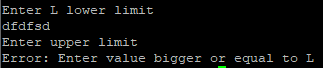 Enter L lower limit
dfdfsd
Enter upper limit
Error: Enter value bigger or equal to L